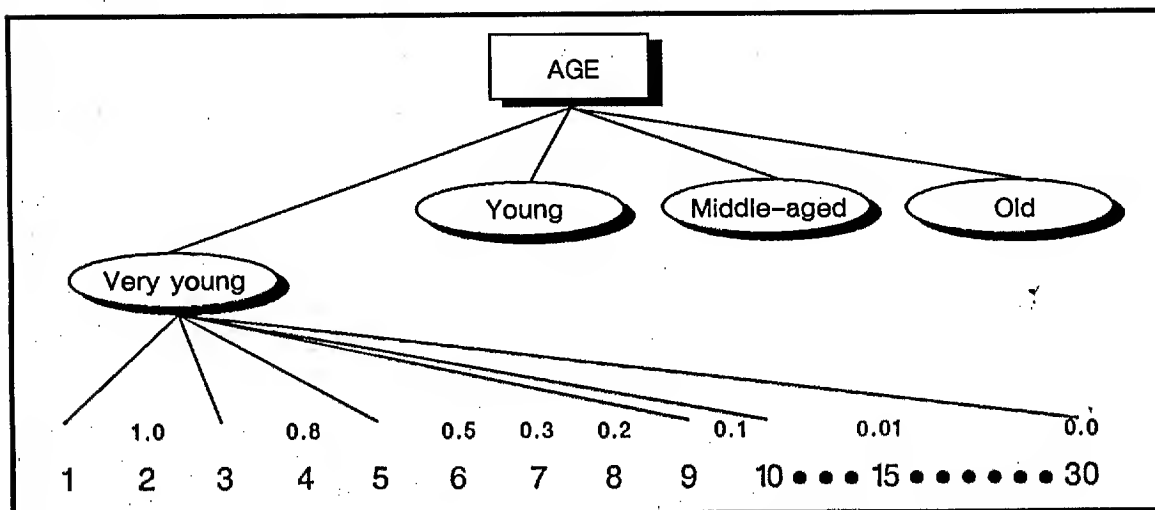 AGE
Young Middle-aged Old
Very young
1.0 0.8 0.5 0.3 0.2 0.1 0.01 0.0
1 2 3 4 5 6 7 8 9 10 ● ● ● 15 ● ● ● ● ● ● 30